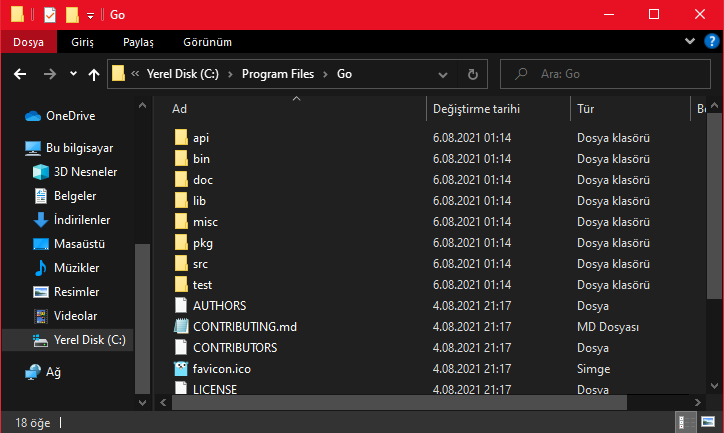 Go
Dosya Giriş Paylaş Görünüm
« Yerel Disk (C:) > Program Files > Go
Ara: Go
OneDrive
Bu bilgisayar
3D Nesneler
Belgeler
İndirilenler
Masaüstü
Müzikler
Resimler
Videolar
Yerel Disk (C:)
Ağ
Ad Değiştirme tarihi Tür
api 6.08.2021 01:14 Dosya klasörü
bin 6.08.2021 01:14 Dosya klasörü
doc 6.08.2021 01:14 Dosya klasörü
lib 6.08.2021 01:14 Dosya klasörü
misc 6.08.2021 01:14 Dosya klasörü
pkg 6.08.2021 01:14 Dosya klasörü
src 6.08.2021 01:14 Dosya klasörü
test 6.08.2021 01:14 Dosya klasörü
AUTHORS 4.08.2021 21:17 Dosya
CONTRIBUTING.md 4.08.2021 21:17 MD Dosyası
CONTRIBUTORS 4.08.2021 21:17 Dosya
favicon.ico 4.08.2021 21:17 Simge
LICENSE 4.08.2021 21:17 Dosya
18 öğe